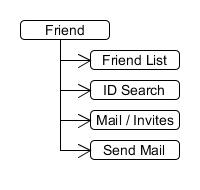 Friend
Friend List
ID Search
Mail / Invites
Send Mail